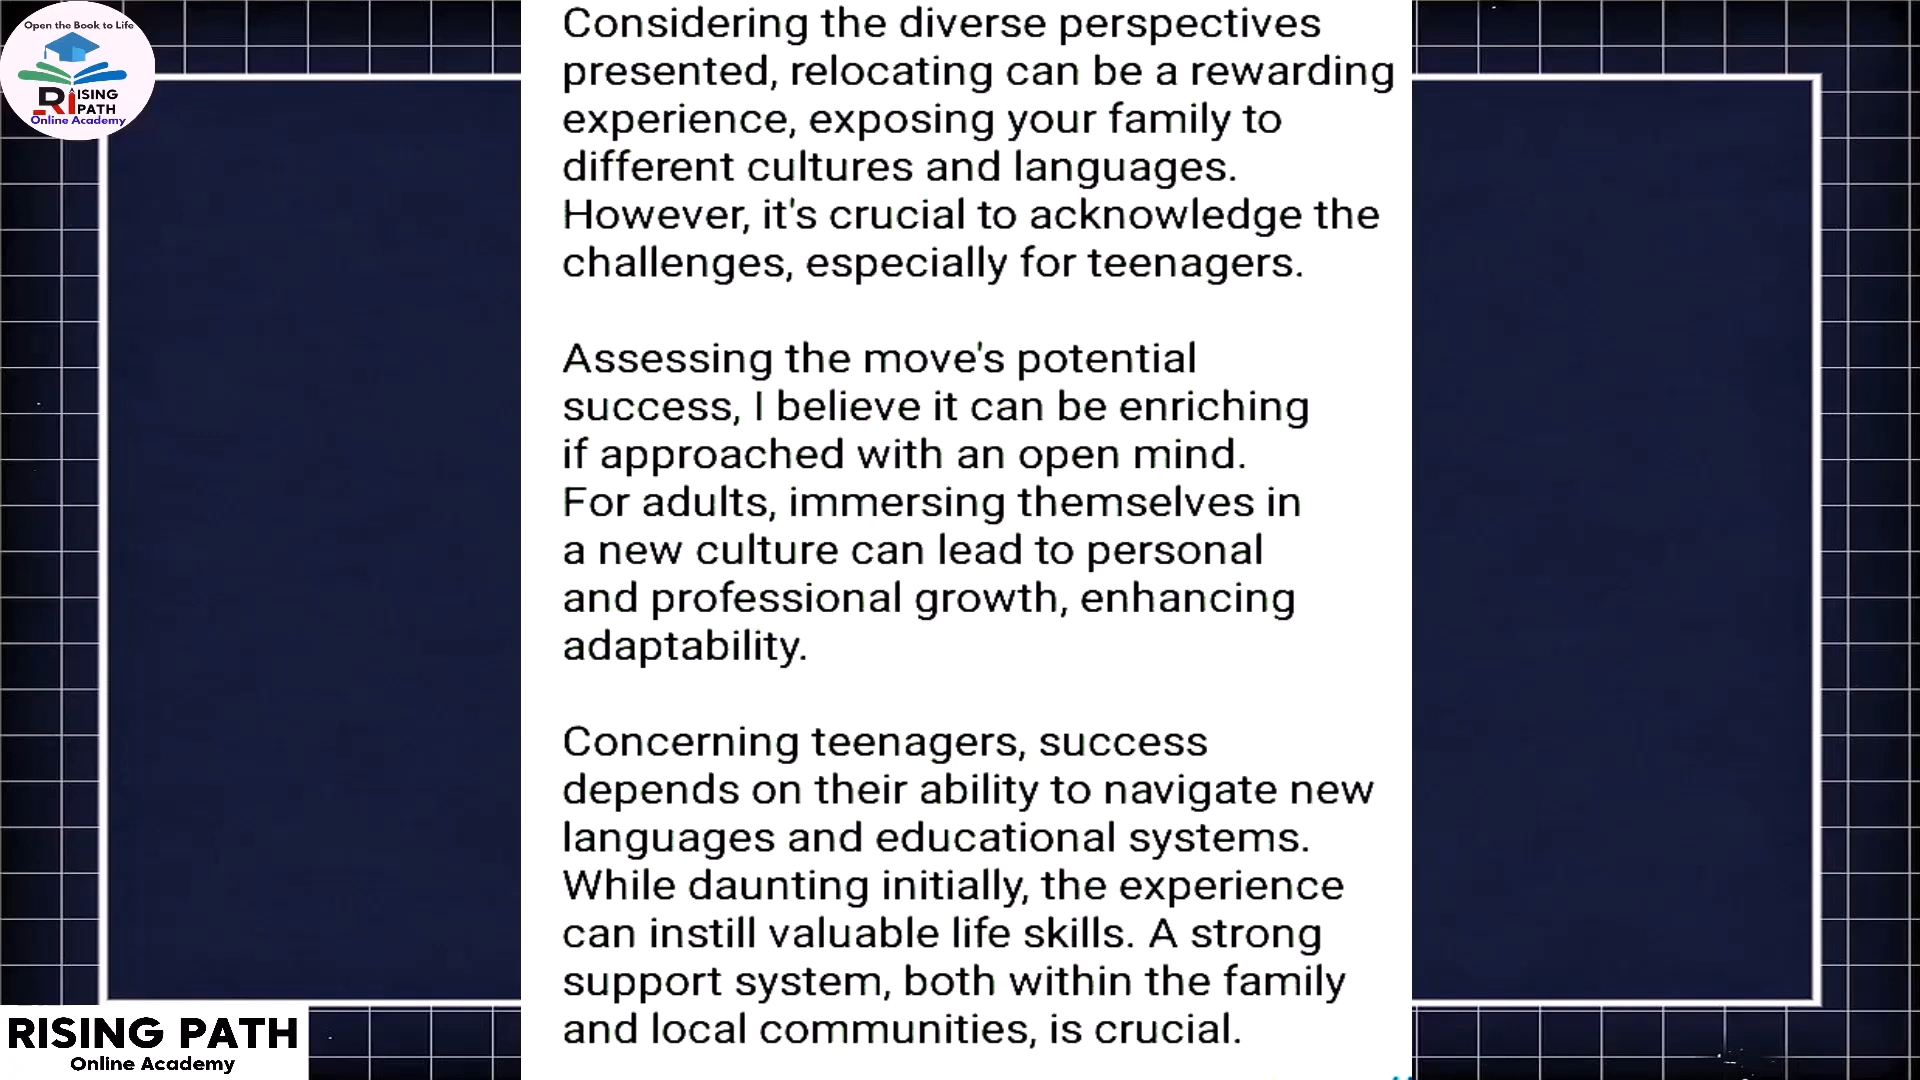 Open the Book to Life
RISING
PATH
Online Academy
Considering the diverse perspectives
presented, relocating can be a rewarding
experience, exposing your family to
different cultures and languages.
However, it's crucial to acknowledge the
challenges, especially for teenagers.
Assessing the move's potential
success, I believe it can be enriching
if approached with an open mind.
For adults, immersing themselves in
a new culture can lead to personal
and professional growth, enhancing
adaptability.
Concerning teenagers, success
depends on their ability to navigate new
languages and educational systems.
While daunting initially, the experience
can instill valuable life skills. A strong
support system, both within the family
and local communities, is crucial.
RISING PATH
Online Academy